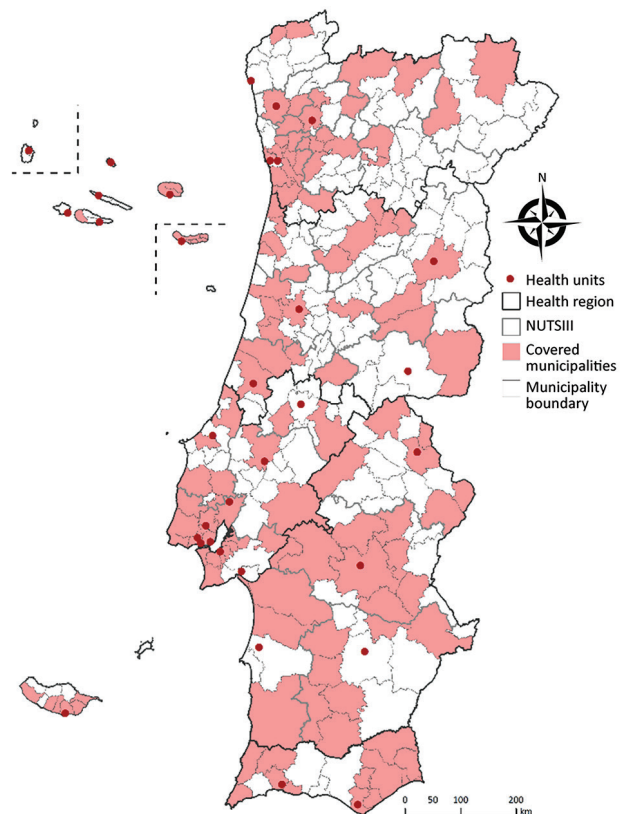 N
Health units
Health region
NUTSIII
Covered
municipalities
Municipality
boundary
0 50 100 200
km